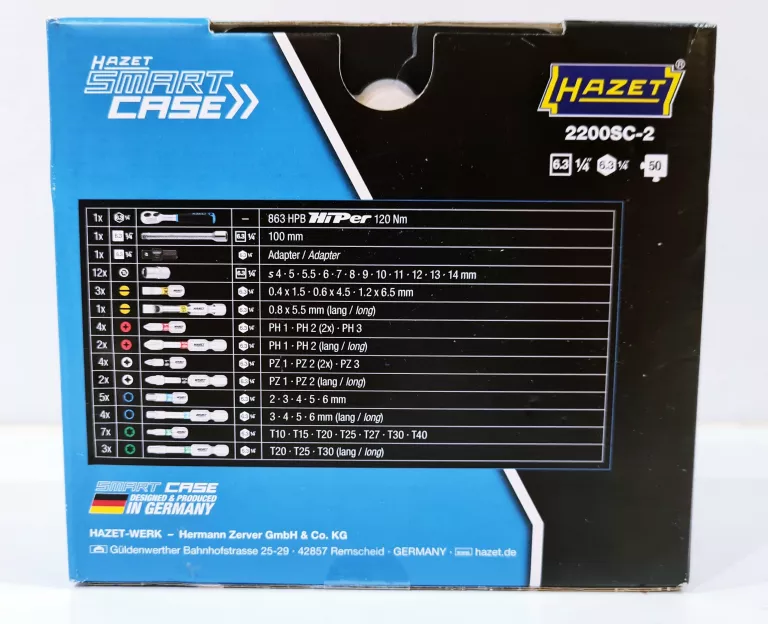 HAZET
SMART
CASE
HAZET®
2200SC-2
6.3 1/4" 6.3 1/4" 50
1x 6.3 1/4" – 863 HPB HiPer 120 Nm
1x 6.3 1/4" 6.3 1/4" 100 mm
1x 6.3 1/4" 6.3 1/4" Adapter / Adapter
12x 6.3 1/4" s 4 · 5 · 5.5 · 6 · 7 · 8 · 9 · 10 · 11 · 12 · 13 · 14 mm
3x 6.3 1/4" 0.4 x 1.5 · 0.6 x 4.5 · 1.2 x 6.5 mm
1x 6.3 1/4" 0.8 x 5.5 mm (lang / long)
4x 6.3 1/4" PH 1 · PH 2 (2x) · PH 3
2x 6.3 1/4" PH 1 · PH 2 (lang / long)
4x 6.3 1/4" PZ 1 · PZ 2 (2x) · PZ 3
2x 6.3 1/4" PZ 1 · PZ 2 (lang / long)
5x 6.3 1/4" 2 · 3 · 4 · 5 · 6 mm
4x 6.3 1/4" 3 · 4 · 5 · 6 mm (lang / long)
7x 6.3 1/4" T10 · T15 · T20 · T25 · T27 · T30 · T40
3x 6.3 1/4" T20 · T25 · T30 (lang / long)
SMART CASE
DESIGNED & PRODUCED
IN GERMANY
HAZET-WERK – Hermann Zerver GmbH & Co. KG
Güldenwerther Bahnhofstrasse 25-29 · 42857 Remscheid · GERMANY · hazet.de